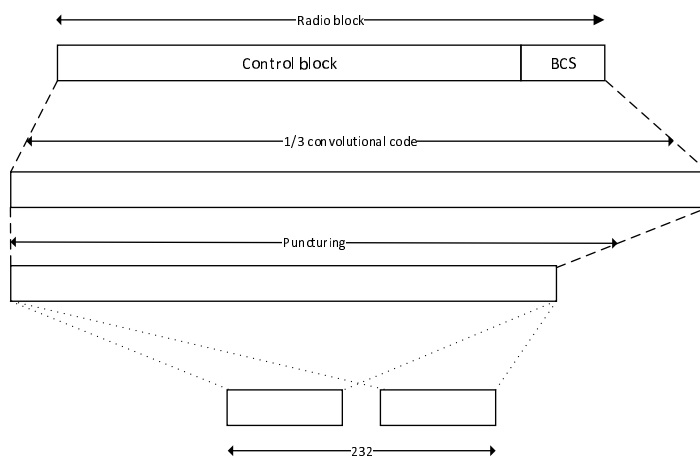 Radio block
Control block
BCS
1/3 convolutional code
Puncturing
232